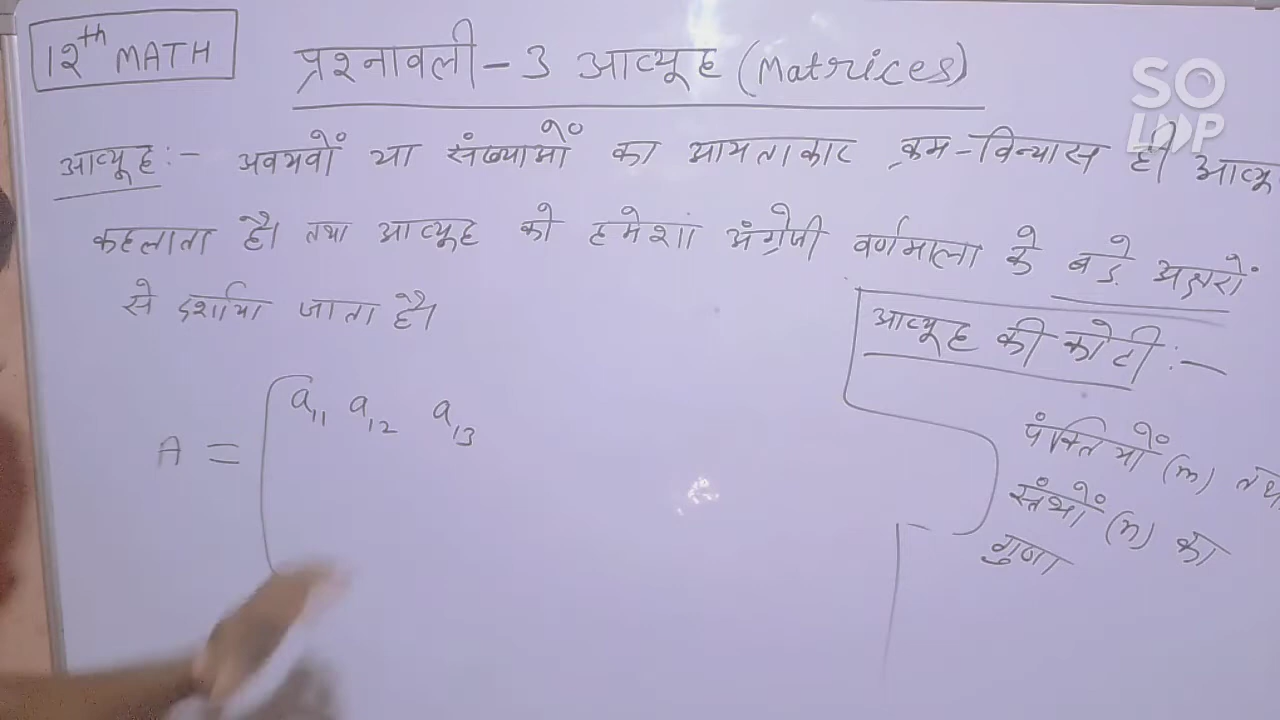 12th MATH
प्रश्नावली - 3 आव्यूह (Matrices)
SO
LOOP
आव्यूह :- अवयवों या संख्याओं का आयताकार क्रम-विन्यास ही आव्यू
कहलाता है। तथा आव्यूह को हमेशा अंग्रेजी वर्णमाला के बड़े अक्षरों
से दर्शाया जाता है।
आव्यूह की कोटी :-
पंक्तियों (m) तथा
स्तंभों (n) का
गुणा
A = [ a11 a12 a13